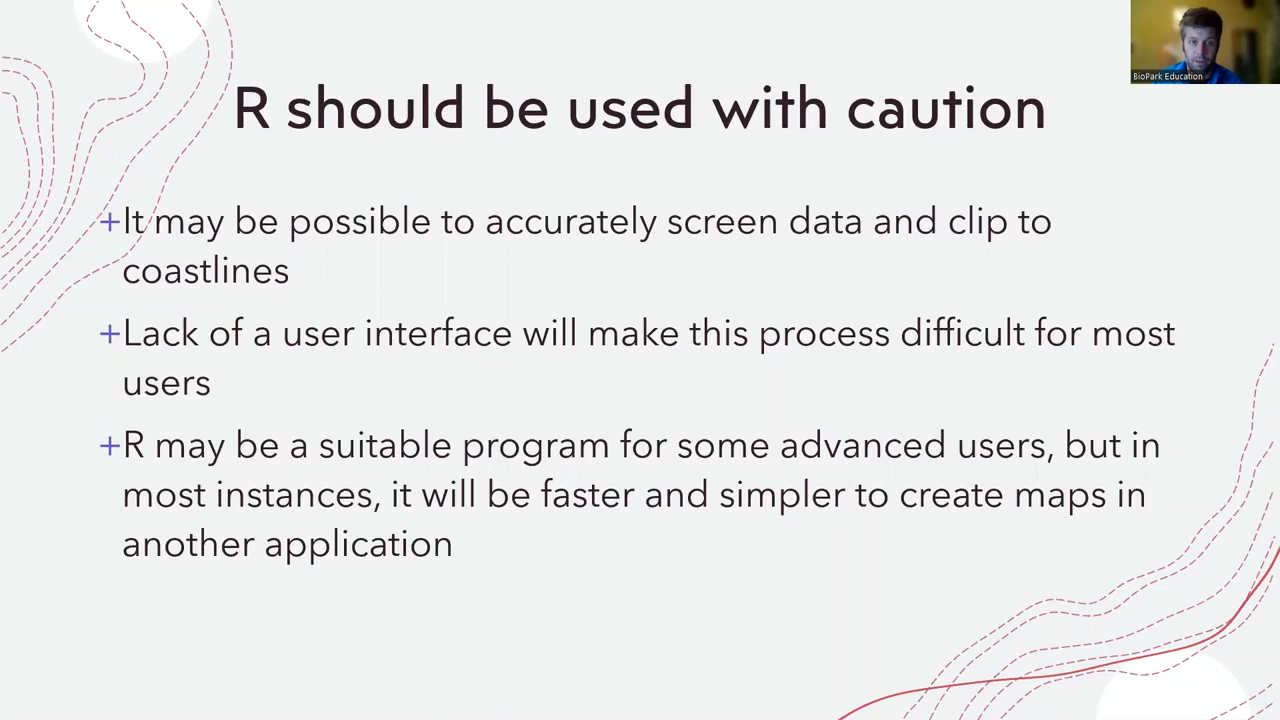 BioPark Education
R should be used with caution
+It may be possible to accurately screen data and clip to
coastlines
+Lack of a user interface will make this process difficult for most
users
+R may be a suitable program for some advanced users, but in
most instances, it will be faster and simpler to create maps in
another application